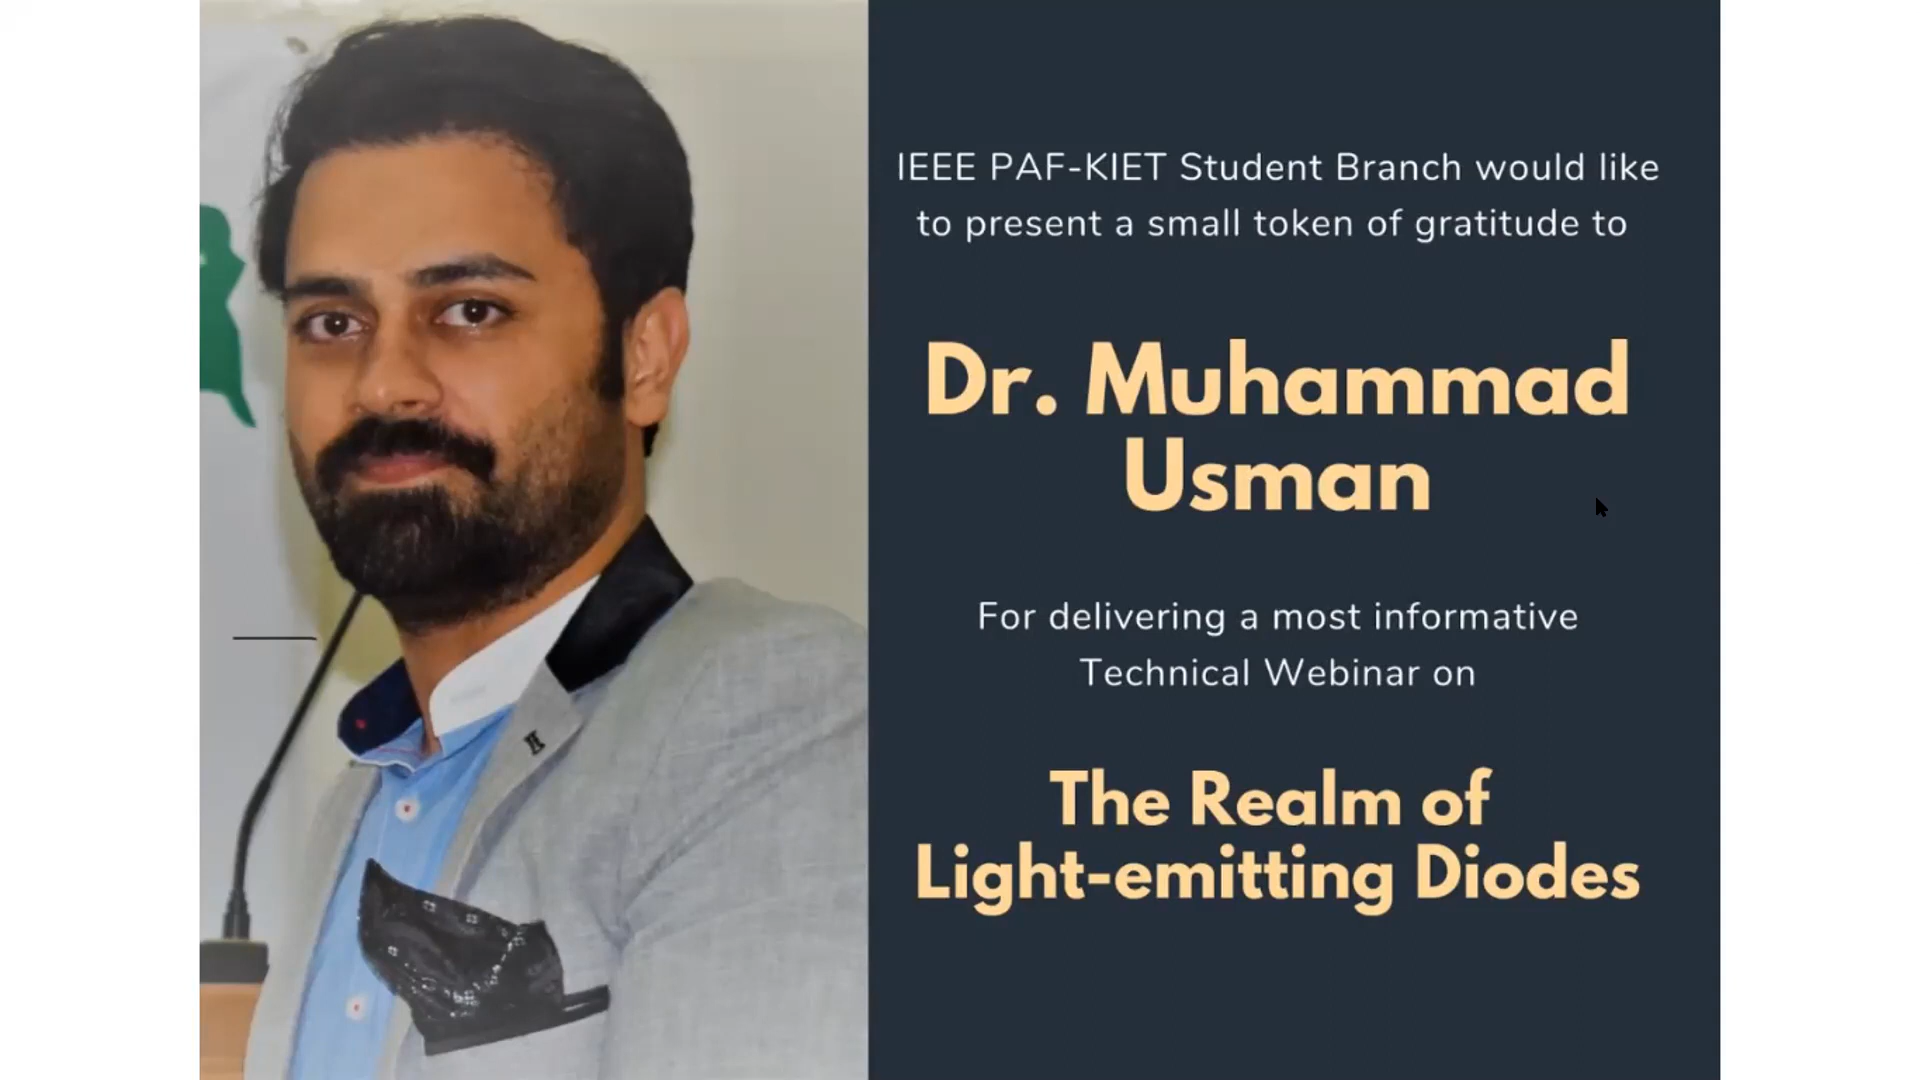 IEEE PAF-KIET Student Branch would like
to present a small token of gratitude to
Dr. Muhammad
Usman
For delivering a most informative
Technical Webinar on
The Realm of
Light-emitting Diodes